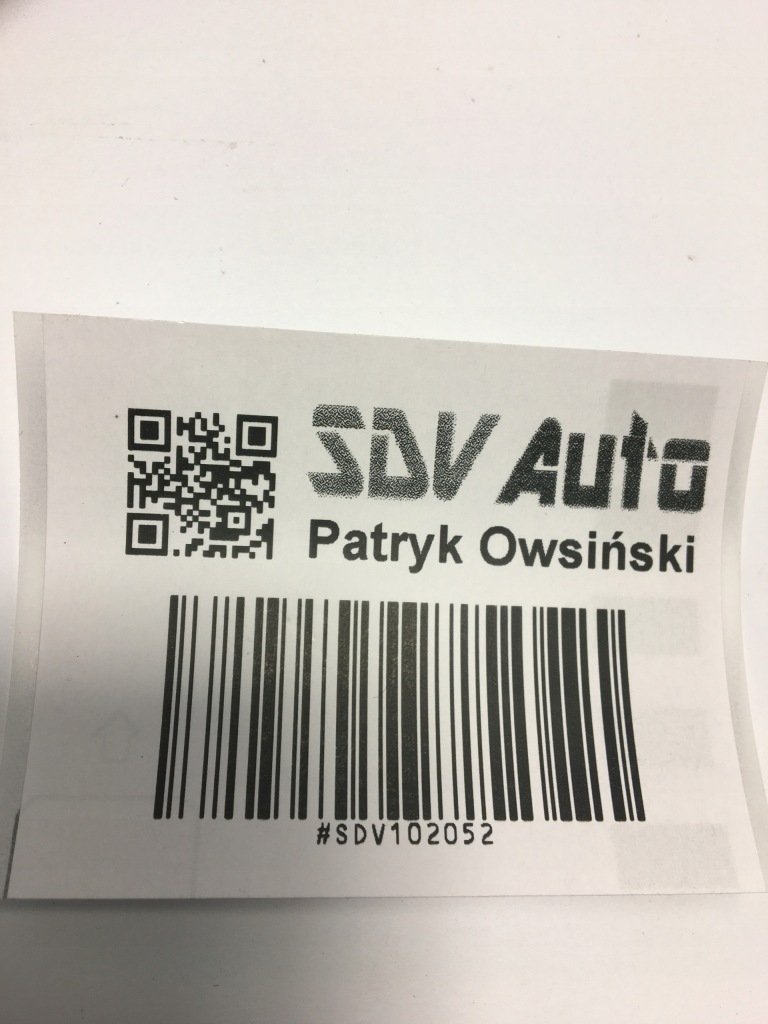 SDV Auto
Patryk Owsiński
#SDV102052